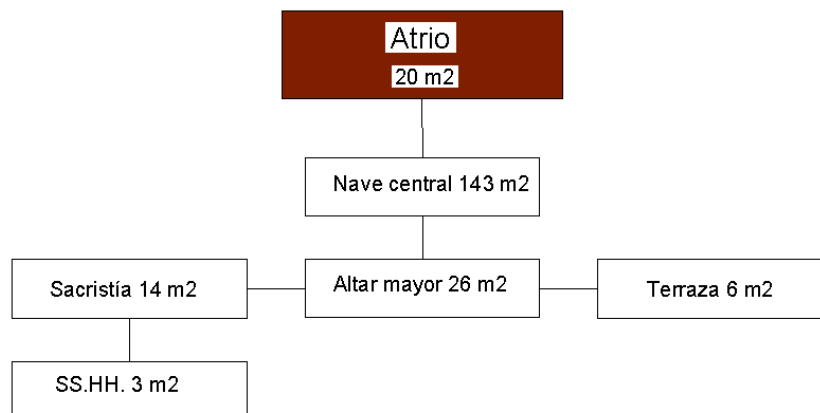 Atrio
20 m2
Nave central 143 m2
Sacristía 14 m2
Altar mayor 26 m2
Terraza 6 m2
SS.HH. 3 m2